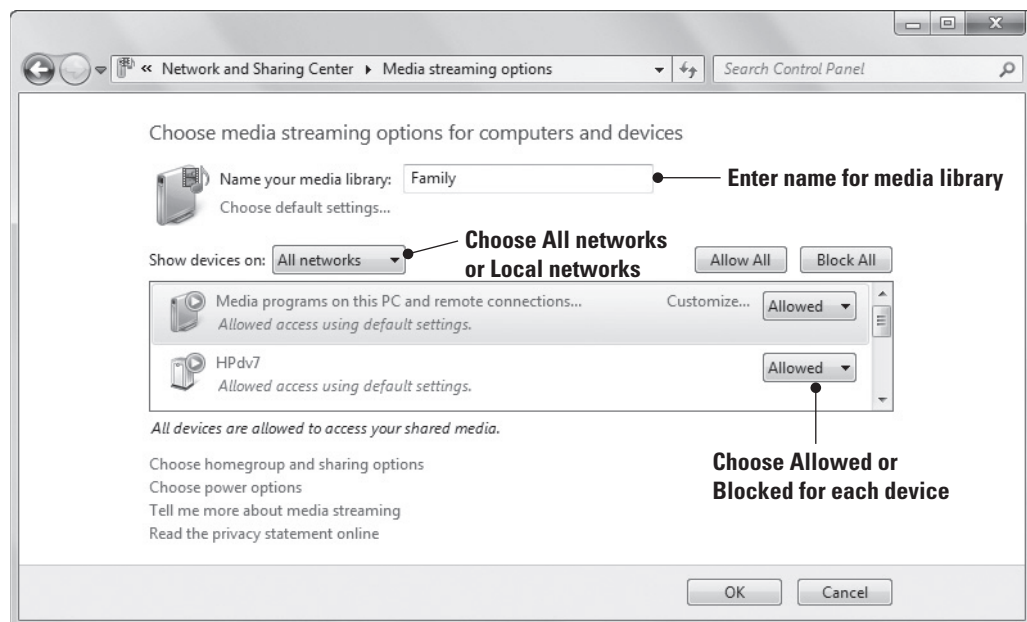 « Network and Sharing Center ▸ Media streaming options
Search Control Panel
Choose media streaming options for computers and devices
Name your media library: Family
Enter name for media library
Choose default settings...
Choose All networks
or Local networks
Show devices on: All networks
Allow All Block All
Media programs on this PC and remote connections... Customize... Allowed
Allowed access using default settings.
HPdv7 Allowed
Allowed access using default settings.
All devices are allowed to access your shared media.
Choose Allowed or
Blocked for each device
Choose homegroup and sharing options
Choose power options
Tell me more about media streaming
Read the privacy statement online
OK Cancel